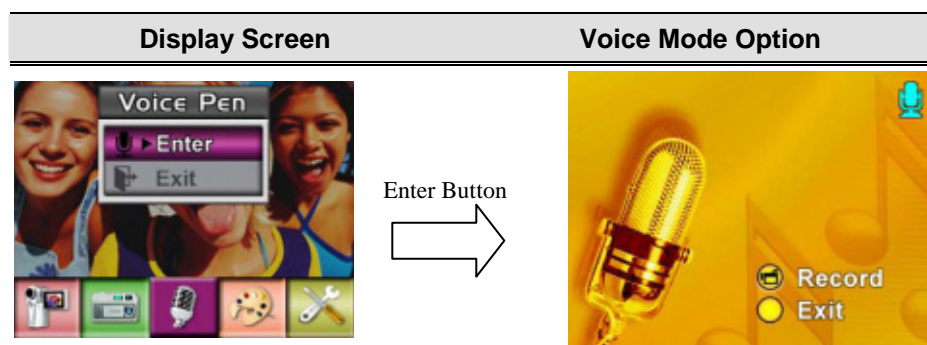 Display Screen Voice Mode Option
Voice Pen
Enter
Exit
Enter Button
Record
Exit